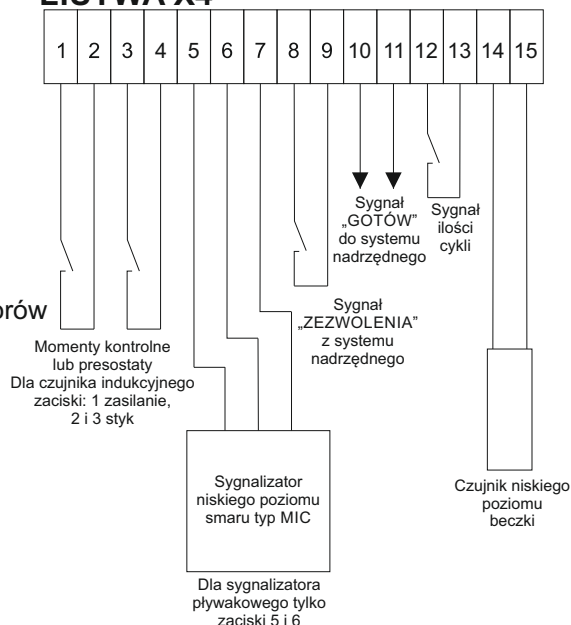 LISTWA X4
1 2 3 4 5 6 7 8 9 10 11 12 13 14 15
Sygnał
„GOTÓW”
do systemu
nadrzędnego
Sygnał
ilości
cykli
orów
Sygnał
„ZEZWOLENIA”
z systemu
nadrzędnego
Momenty kontrolne
lub presostaty
Dla czujnika indukcyjnego
zaciski: 1 zasilanie,
2 i 3 styk
Sygnalizator
niskiego poziomu
smaru typ MIC
Czujnik niskiego
poziomu
beczki
Dla sygnalizatora
pływakowego tylko
zaciski 5 i 6